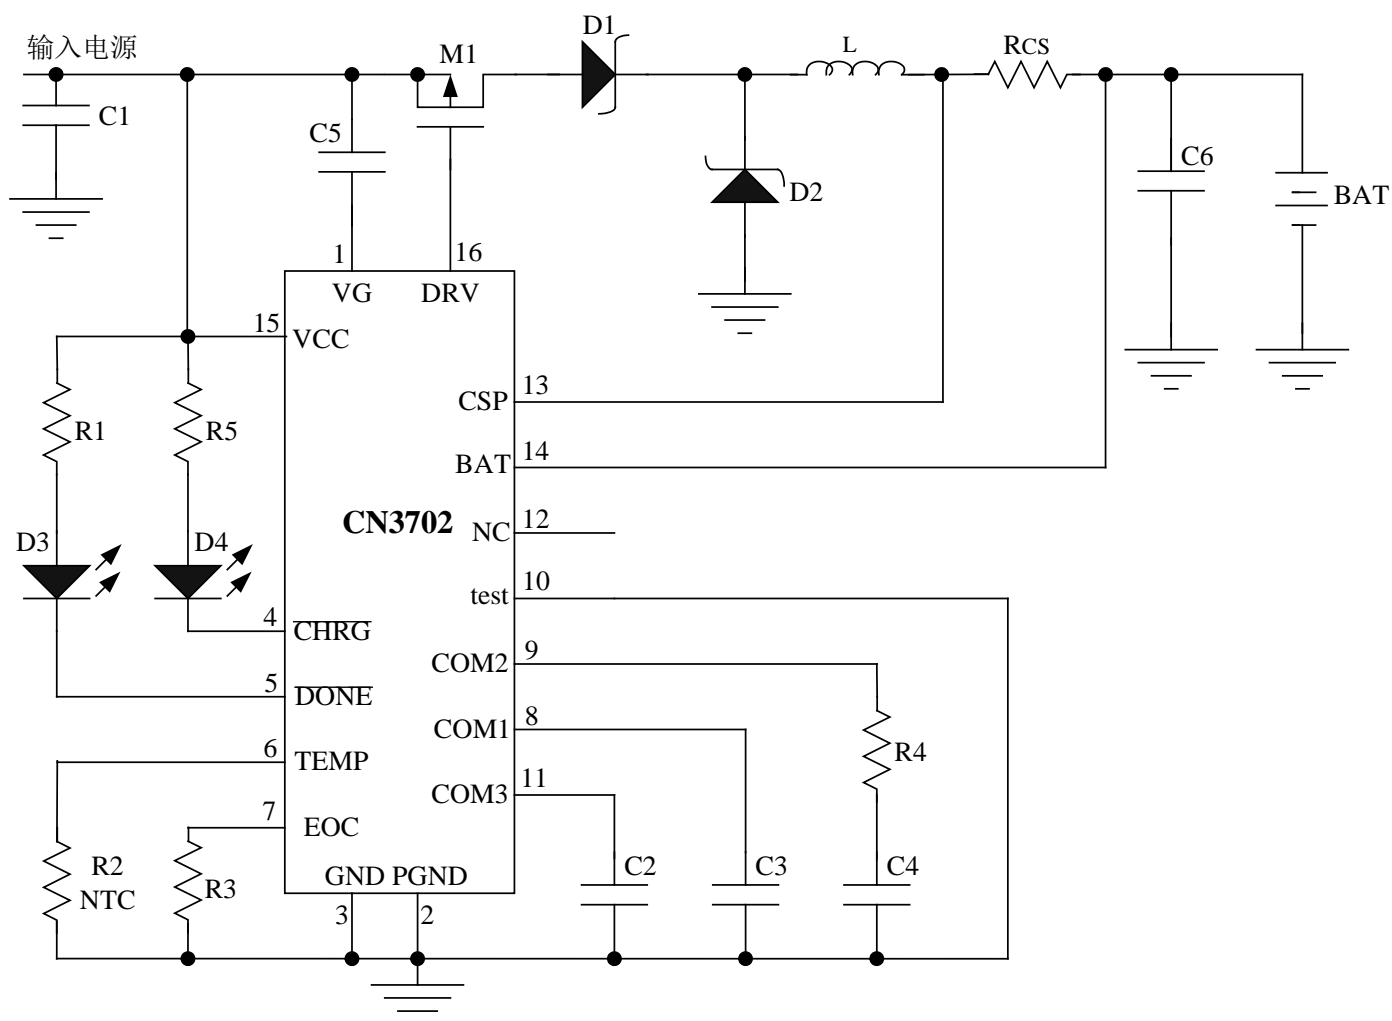 D1
输入电源
M1
L
RCS
C1
C5
C6
D2
BAT
1
16
VG
DRV
15
VCC
13
CSP
R1
R5
14
BAT
CN3702
12
NC
D3
D4
10
test
4
CHRG
9
COM2
5
DONE
8
COM1
6
TEMP
R4
11
COM3
7
EOC
R2
NTC
R3
GND
PGND
C2
C3
C4
3
2